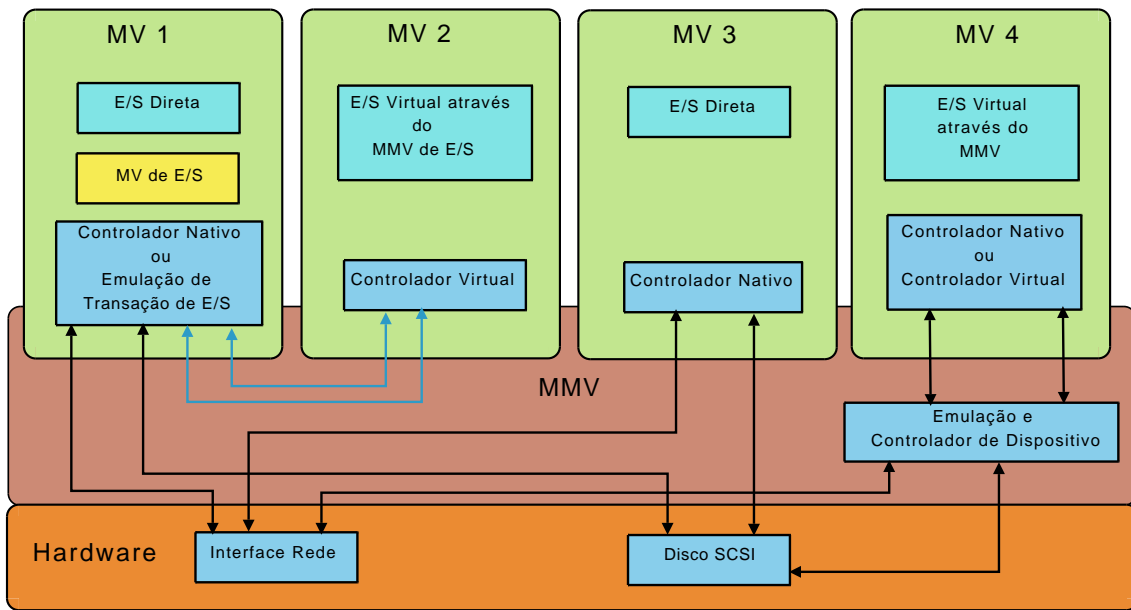 MV 1
E/S Direta
MV de E/S
Controlador Nativo
ou
Emulação de
Transação de E/S
MV 2
E/S Virtual através
do
MMV de E/S
Controlador Virtual
MV 3
E/S Direta
Controlador Nativo
MV 4
E/S Virtual
através do
MMV
Controlador Nativo
ou
Controlador Virtual
MMV
Emulação e
Controlador de Dispositivo
Hardware
Interface Rede
Disco SCSI